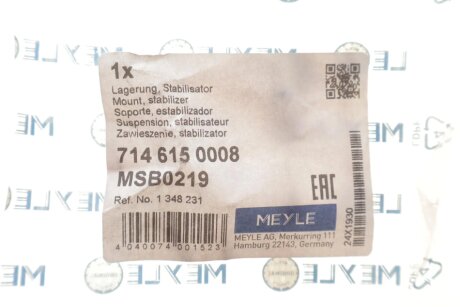 1x
Lagerung, Stabilisator
Mount, stabilizer
Soporte, estabilizador
Suspension, stabilisateur
Zawieszenie, stabilizator
714 615 0008
MSB0219
Ref. No. 1 348 231
4 040074 001523
EAC
MEYLE
MEYLE AG, Merkurring 111
Hamburg 22143, Germany
24X1930